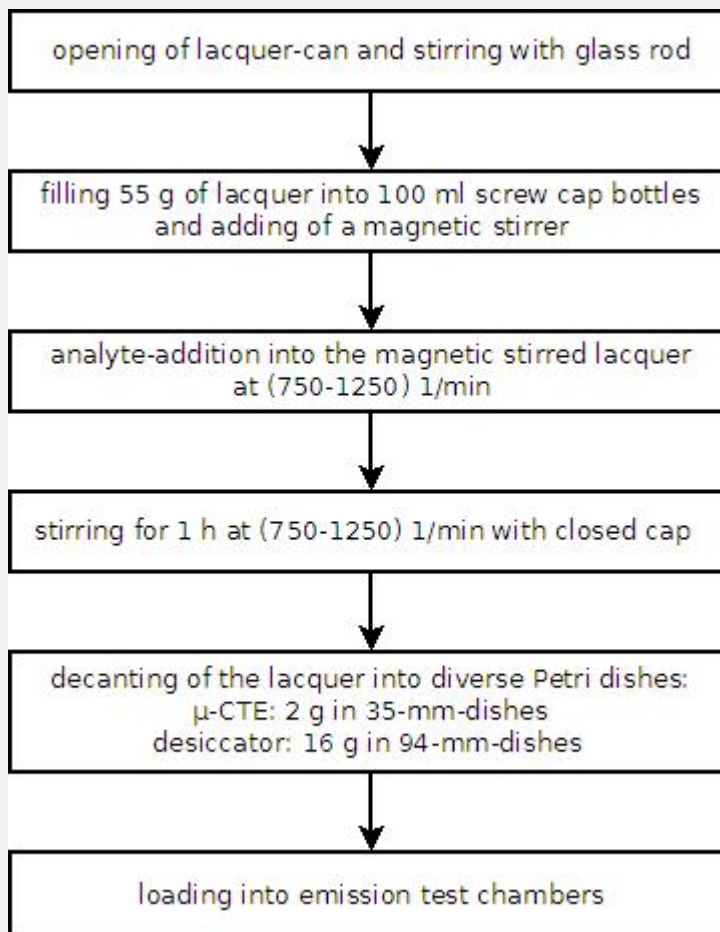 opening of lacquer-can and stirring with glass rod
filling 55 g of lacquer into 100 ml screw cap bottles
and adding of a magnetic stirrer
analyte-addition into the magnetic stirred lacquer
at (750-1250) 1/min
stirring for 1 h at (750-1250) 1/min with closed cap
decanting of the lacquer into diverse Petri dishes:
µ-CTE: 2 g in 35-mm-dishes
desiccator: 16 g in 94-mm-dishes
loading into emission test chambers